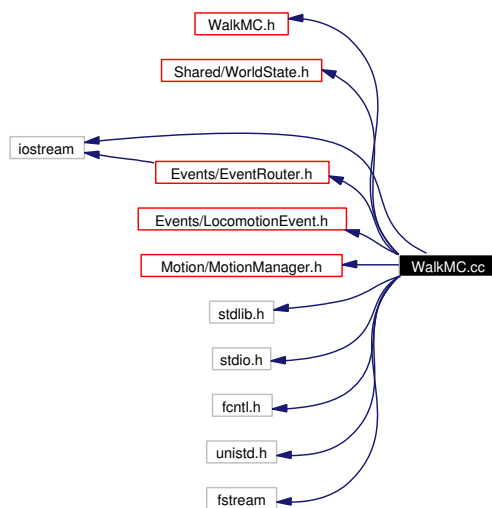 WalkMC.h
Shared/WorldState.h
iostream
Events/EventRouter.h
Events/LocomotionEvent.h
Motion/MotionManager.h
WalkMC.cc
stdlib.h
stdio.h
fcntl.h
unistd.h
fstream